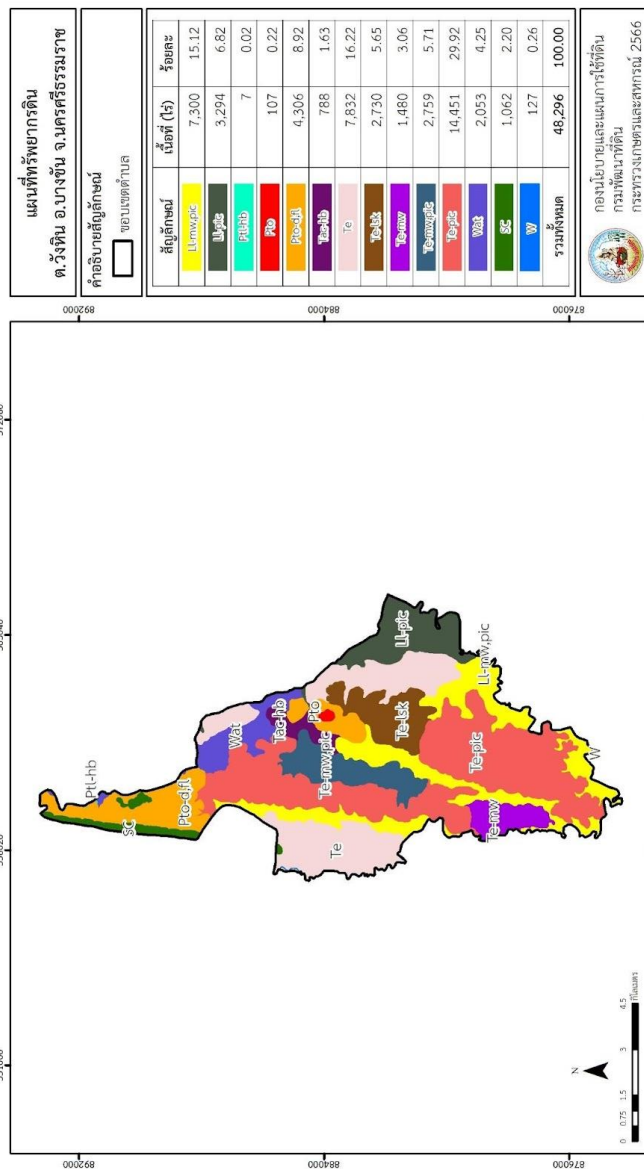 แผนที่ทรัพยากรดิน
ต.วังหิน อ.บางขัน จ.นครศรีธรรมราช
คำอธิบายสัญลักษณ์
ขอบเขตตำบล
สัญลักษณ์ เนื้อที่ (ไร่) ร้อยละ
Ll-mw,pic 7,300 15.12
Ll-pic 3,294 6.82
Ptl-hb 7 0.02
Pto 107 0.22
Pto-d,fl 4,306 8.92
Tac-hb 788 1.63
Te 7,832 16.22
Te-lsk 2,730 5.65
Te-mw 1,480 3.06
Te-mw,pic 2,759 5.71
Te-pic 14,451 29.92
Wat 2,053 4.25
SC 1,062 2.20
W 127 0.26
รวมทั้งหมด 48,296 100.00
กองนโยบายและแผนการใช้ที่ดิน
กรมพัฒนาที่ดิน
กระทรวงเกษตรและสหกรณ์ 2566
892000
884000
876000
892000
884000
876000
Ptl-hb
SC
Pto-d,fl
Wat
Tac-hb
Pto
Te-mw,pic
Te
Te-lsk
Ll-pic
Ll-mw,pic
Te-pic
Te-mw
W
N
0 0.75 1.5 3 4.5
กิโลเมตร